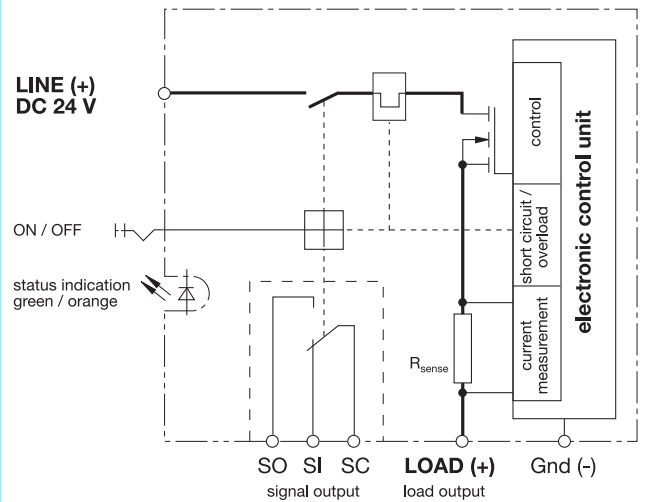 LINE (+)
DC 24 V
ON / OFF
status indication
green / orange
control
short circuit /
overload
current
measurement
electronic control unit
Rsense
SO SI SC
signal output
LOAD (+)
load output
Gnd (-)